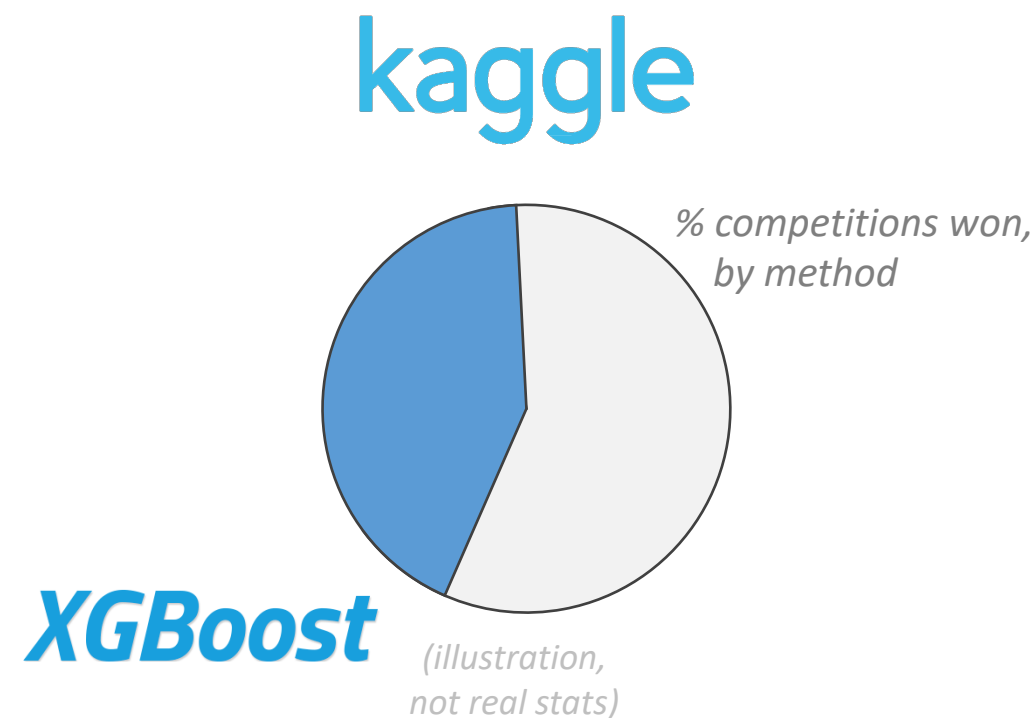 kaggle
% competitions won,
by method
XGBoost
(illustration,
not real stats)